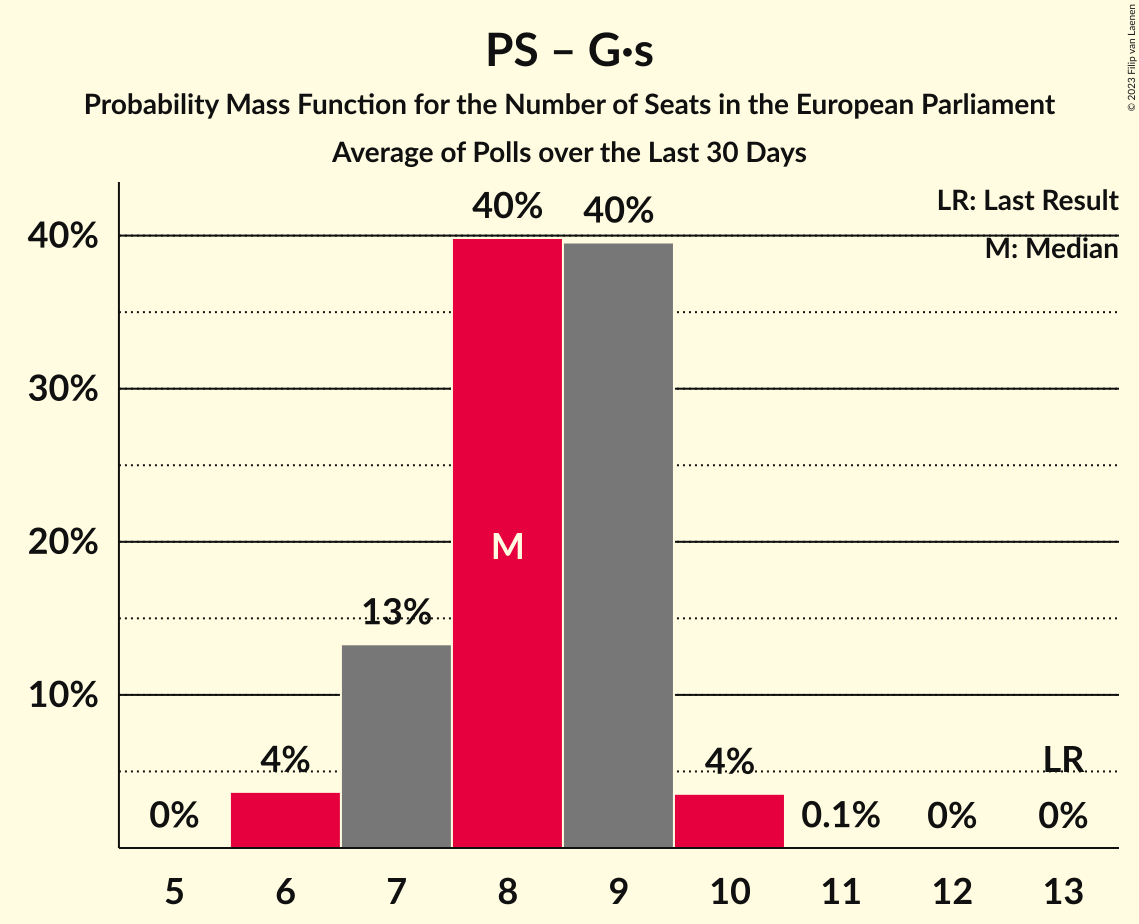 PS – G·s
Probability Mass Function for the Number of Seats in the European Parliament
Average of Polls over the Last 30 Days
© 2023 Filip van Laenen
LR: Last Result
M: Median
40%
30%
20%
10%
0%
4%
13%
40%
40%
4%
0.1%
0%
0%
M
LR
5
6
7
8
9
10
11
12
13